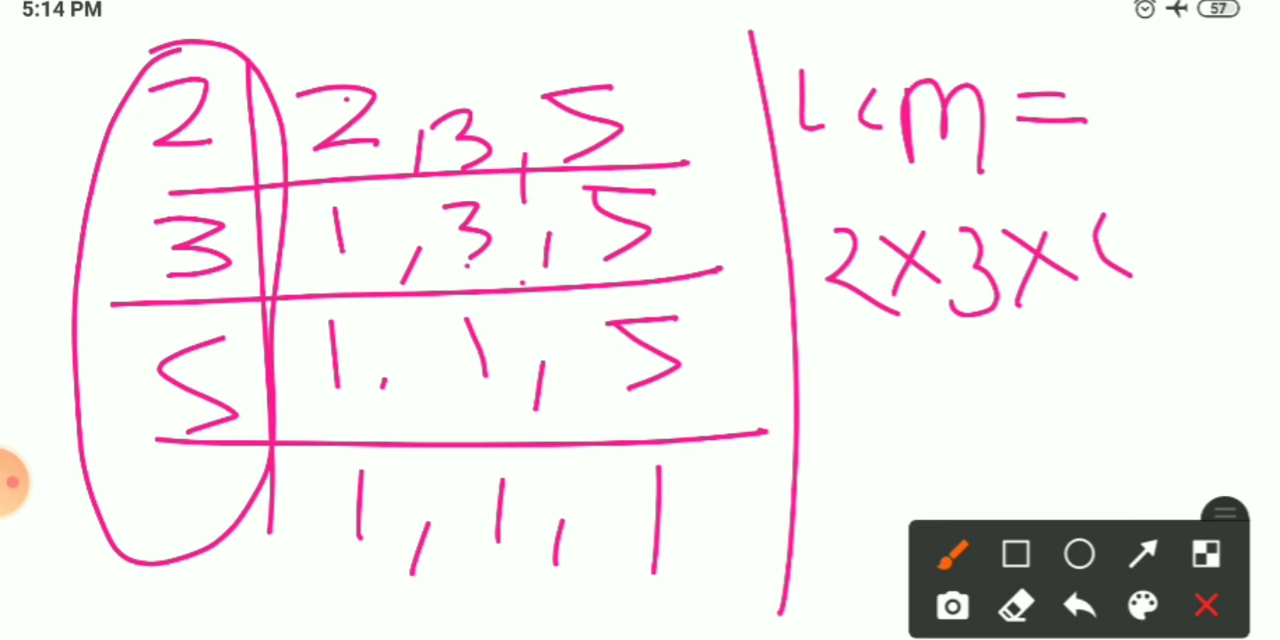 5:14 PM
57
2 2, 3, 5
3 1, 3, 5
5 1, 1, 5
1, 1, 1
Lcm =
2 × 3 ×